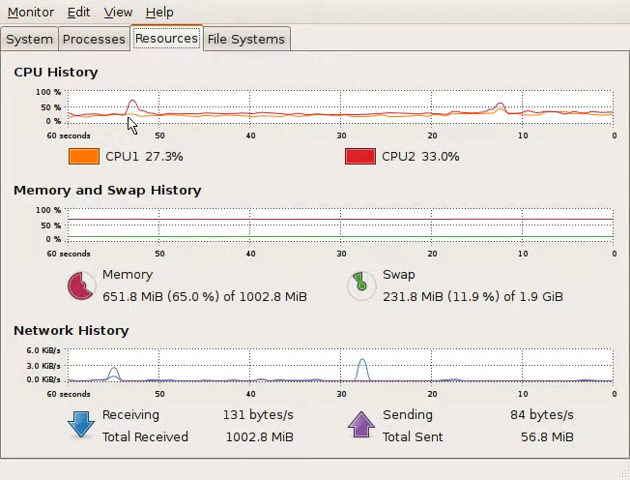 Monitor Edit View Help
System Processes Resources File Systems
CPU History
100 %
50 %
0 %
60 seconds 50 40 30 20 10 0
CPU1 27.3% CPU2 33.0%
Memory and Swap History
100 %
50 %
0 %
60 seconds 50 40 30 20 10 0
Memory Swap
651.8 MiB (65.0 %) of 1002.8 MiB 231.8 MiB (11.9 %) of 1.9 GiB
Network History
6.0 KiB/s
3.0 KiB/s
0.0 KiB/s
60 seconds 50 40 30 20 10 0
Receiving 131 bytes/s Sending 84 bytes/s
Total Received 1002.8 MiB Total Sent 56.8 MiB